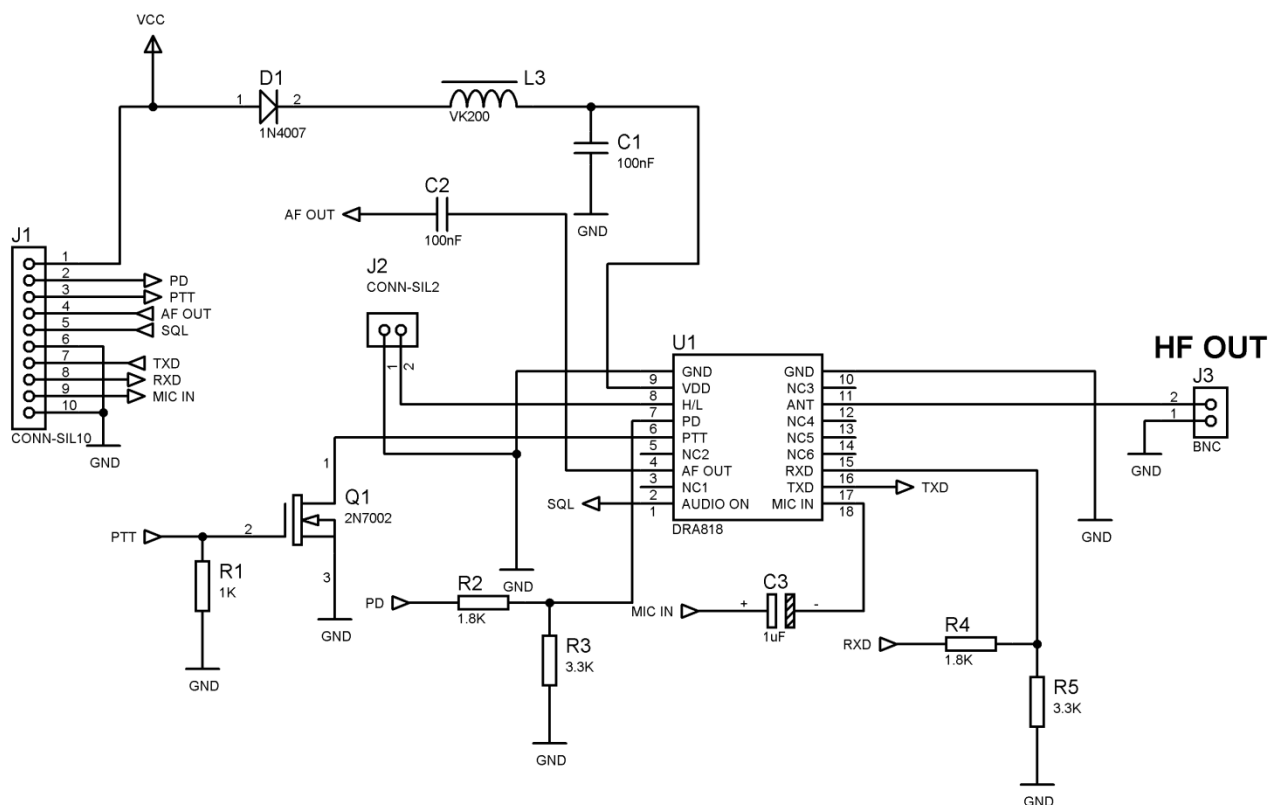 VCC
D1
1
2
1N4007
L3
VK200
C1
100nF
GND
C2
AF OUT
100nF
J1
1
2
3
4
5
6
7
8
9
10
PD
PTT
AF OUT
SQL
TXD
RXD
MIC IN
CONN-SIL10
GND
J2
CONN-SIL2
1
2
U1
GND
VDD
H/L
PD
PTT
NC2
AF OUT
NC1
AUDIO ON
GND
NC3
ANT
NC4
NC5
NC6
RXD
TXD
MIC IN
9
8
7
6
5
4
3
2
1
10
11
12
13
14
15
16
17
18
DRA818
HF OUT
J3
2
1
BNC
GND
TXD
GND
SQL
1
Q1
2N7002
PTT
2
3
R1
1K
GND
GND
GND
PD
R2
1.8K
R3
3.3K
GND
MIC IN
C3
+
-
1uF
RXD
R4
1.8K
R5
3.3K
GND